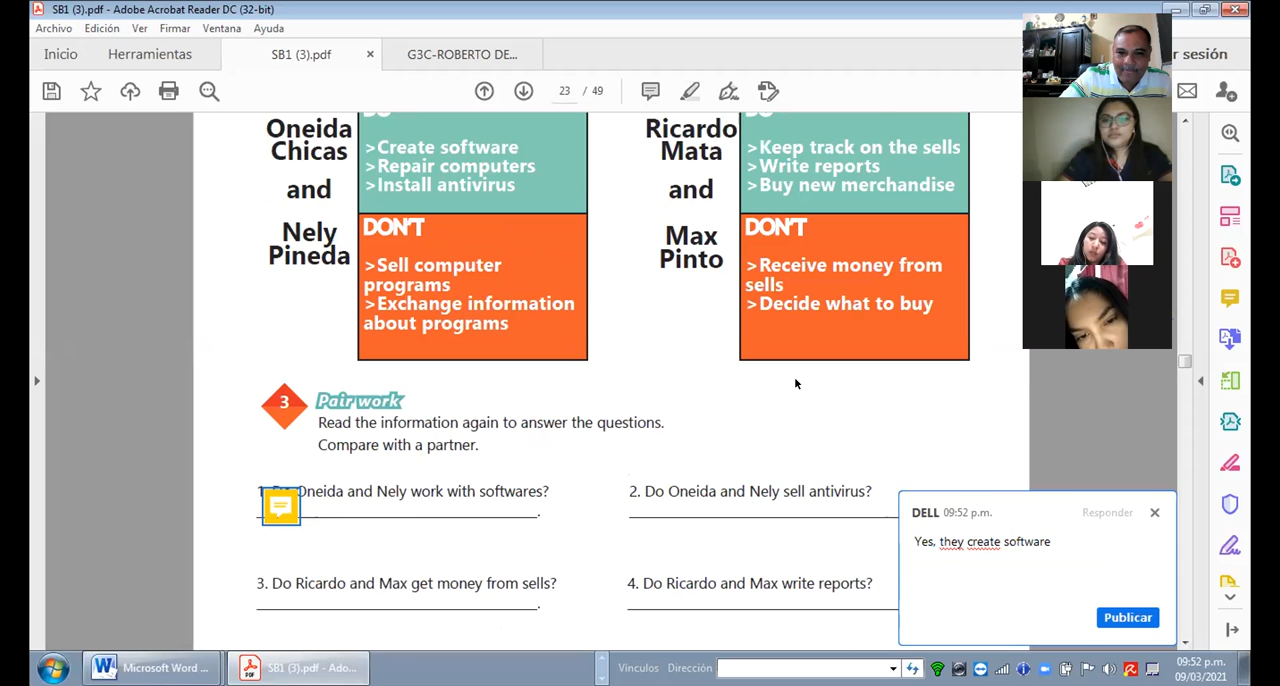 SB1 (3).pdf - Adobe Acrobat Reader DC (32-bit)
Archivo Edición Ver Firmar Ventana Ayuda
Inicio Herramientas SB1 (3).pdf × G3C-ROBERTO DE... r sesión
23 / 49
Oneida
Chicas
and
Nely
Pineda
>Create software
>Repair computers
>Install antivirus
DON'T
>Sell computer
programs
>Exchange information
about programs
Ricardo
Mata
and
Max
Pinto
>Keep track on the sells
>Write reports
>Buy new merchandise
DON'T
>Receive money from
sells
>Decide what to buy
3 Pair work
Read the information again to answer the questions.
Compare with a partner.
1. Do Oneida and Nely work with softwares?
2. Do Oneida and Nely sell antivirus?
3. Do Ricardo and Max get money from sells?
4. Do Ricardo and Max write reports?
DELL 09:52 p.m. Responder
Yes, they create software
Publicar
Microsoft Word ... SB1 (3).pdf - Ado... Vínculos Dirección 09:52 p.m.
09/03/2021